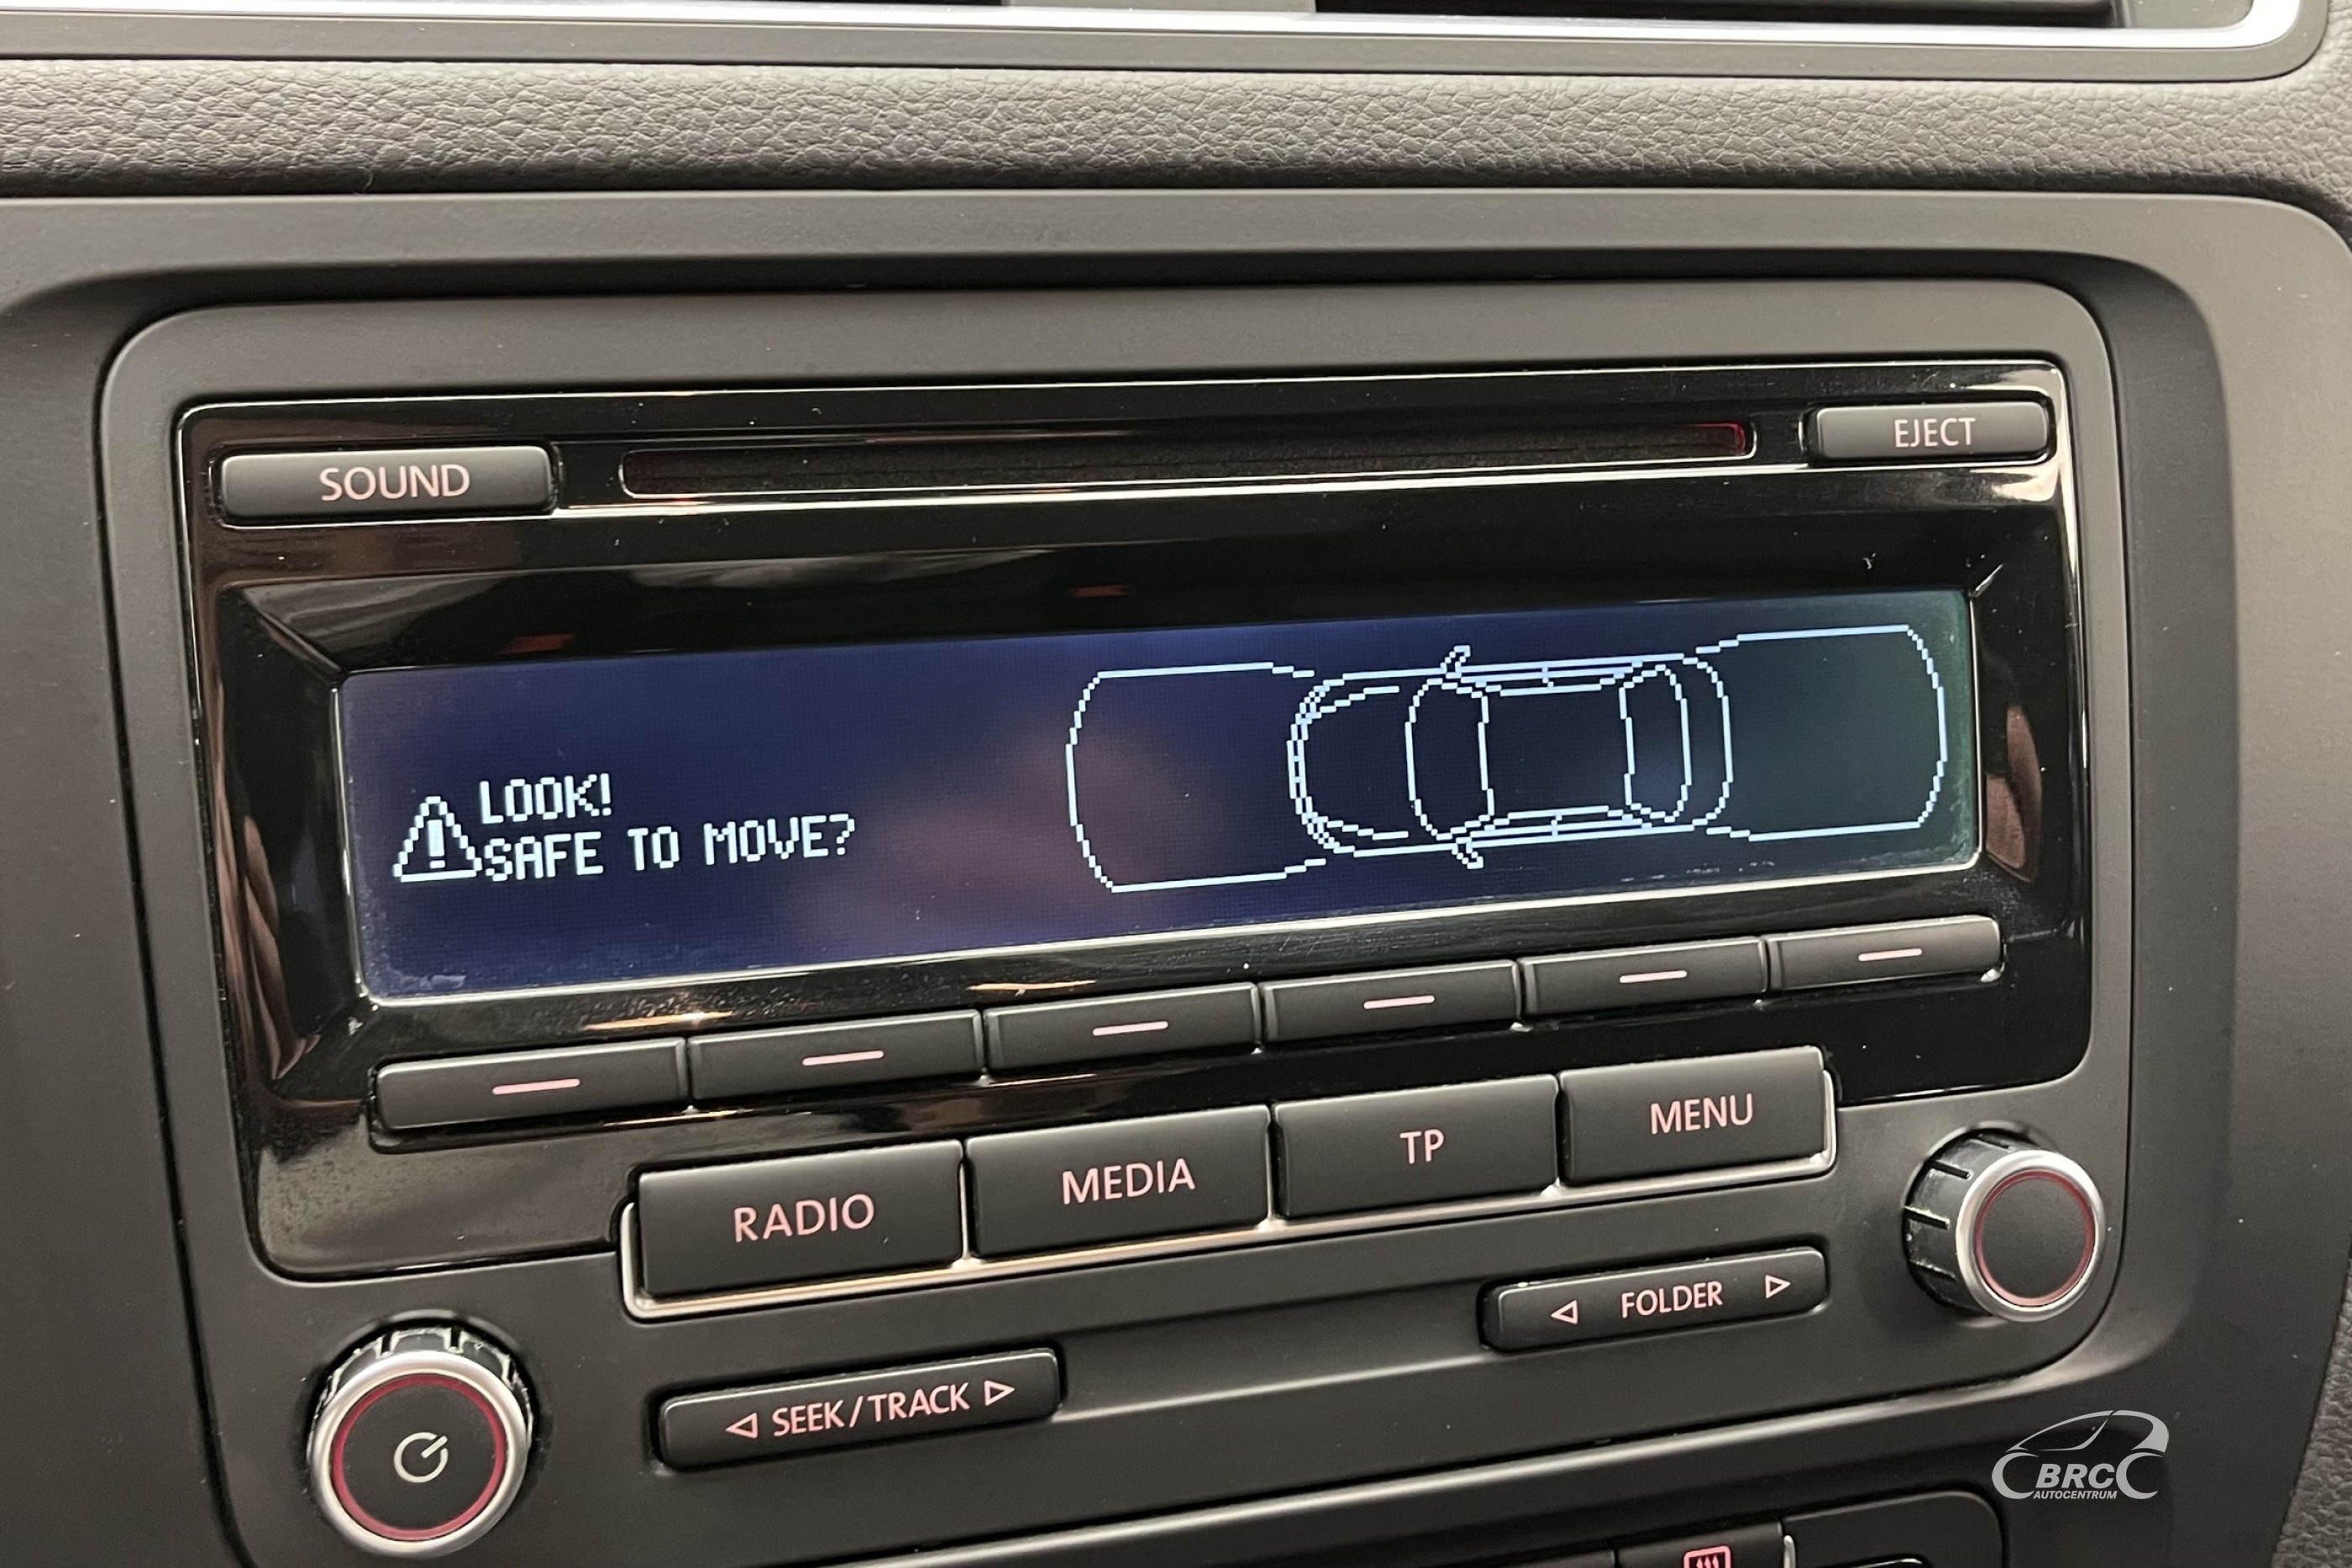 SOUND
EJECT
LOOK!
SAFE TO MOVE?
RADIO
MEDIA
TP
MENU
FOLDER
SEEK/TRACK
BRC
AUTOCENTRUM